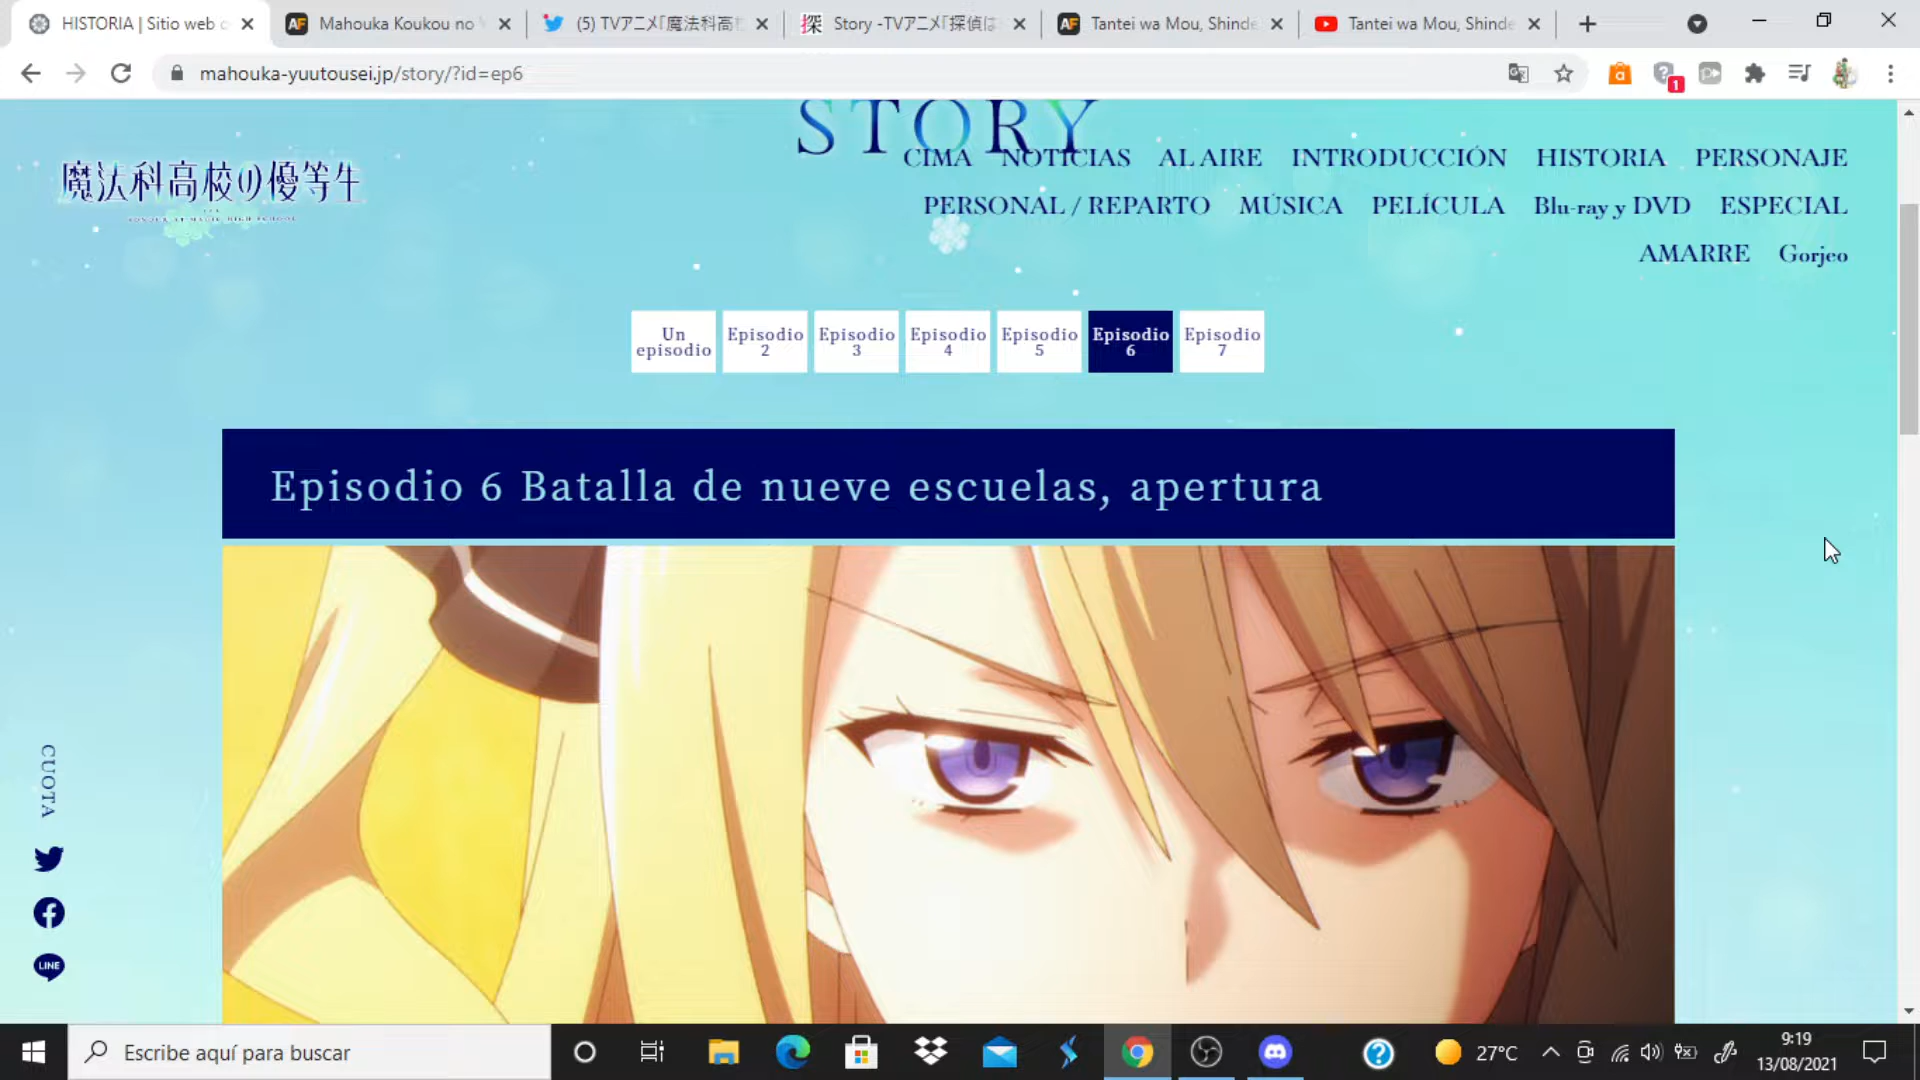 HISTORIA | Sitio web
Mahouka Koukou no
(5) TVアニメ「魔法科高
Story -TVアニメ「探偵は
Tantei wa Mou, Shinde
Tantei wa Mou, Shinde
mahouka-yuutousei.jp/story/?id=ep6
1
STORY
魔法科高校の優等生
CIMA NOTICIAS AL AIRE INTRODUCCIÓN HISTORIA PERSONAJE
PERSONAL / REPARTO MÚSICA PELÍCULA Blu-ray y DVD ESPECIAL
AMARRE Gorjeo
Un episodio
Episodio 2
Episodio 3
Episodio 4
Episodio 5
Episodio 6
Episodio 7
Episodio 6 Batalla de nueve escuelas, apertura
CUOTA
LINE
Escribe aquí para buscar
27°C
9:19
13/08/2021